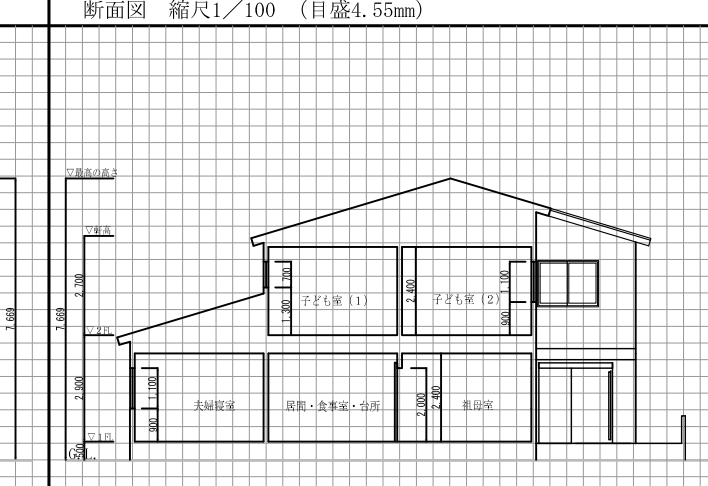 断面図　縮尺1／100　(目盛4.55mm)
▽最高の高さ
▽軒高
2,700
700
1,300
子ども室（1）
2,400
子ども室（2）
1,100
900
7,669
7,669
▽2FL
2,900
1,100
900
夫婦寝室
居間・食事室・台所
2,000
2,400
祖母室
▽1FL
500
G.L.